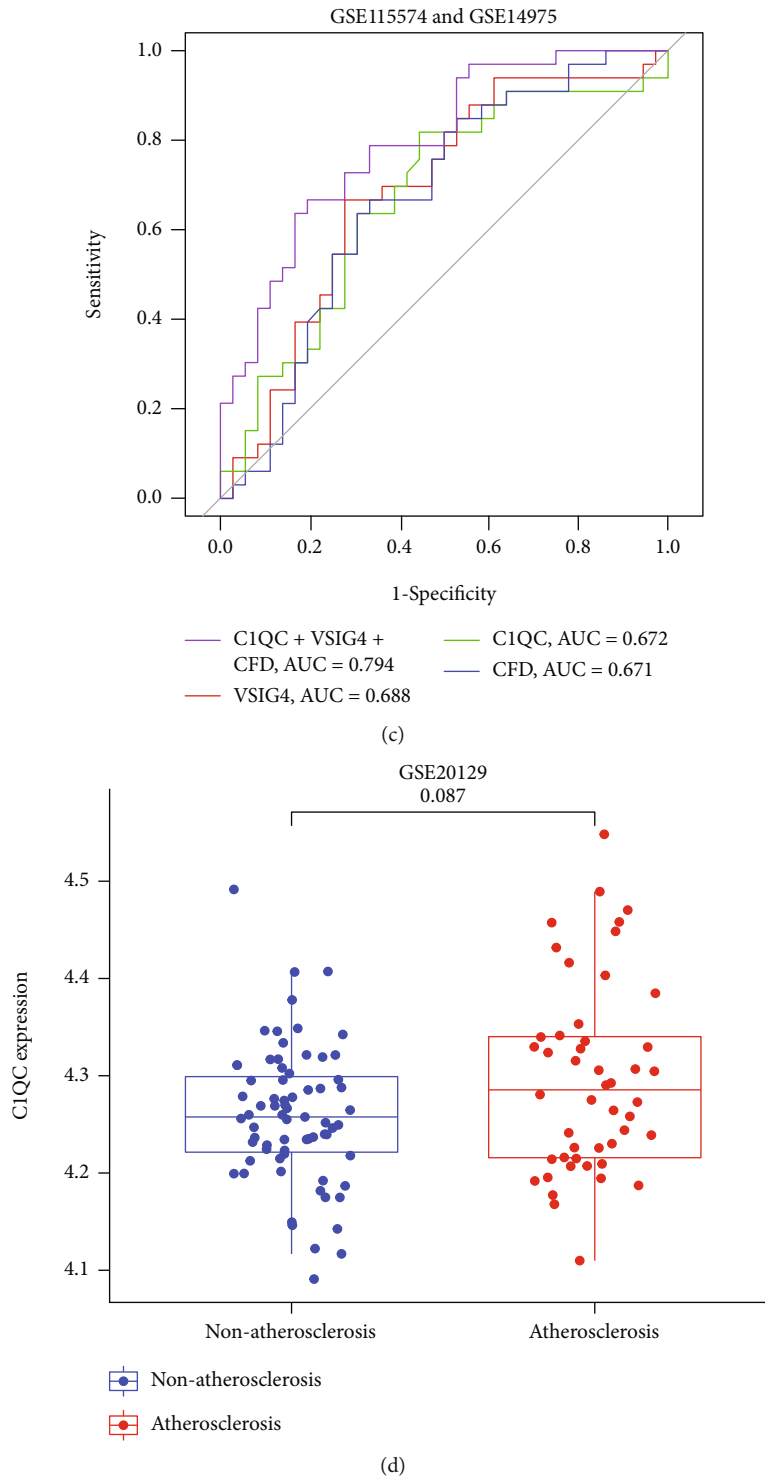 GSE115574 and GSE14975
1.0
0.8
0.6
0.4
0.2
0.0
Sensitivity
0.0 0.2 0.4 0.6 0.8 1.0
1-Specificity
C1QC + VSIG4 +
CFD, AUC = 0.794
VSIG4, AUC = 0.688
C1QC, AUC = 0.672
CFD, AUC = 0.671
(c)
GSE20129
0.087
4.5
4.4
4.3
4.2
4.1
C1QC expression
Non-atherosclerosis Atherosclerosis
Non-atherosclerosis
Atherosclerosis
(d)